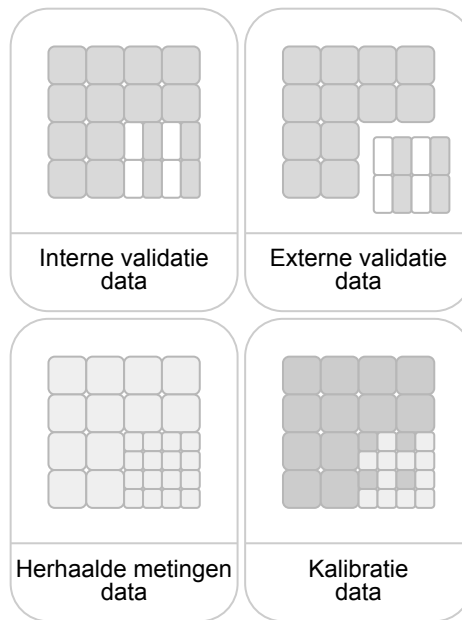 Interne validatie
data
Externe validatie
data
Herhaalde metingen
data
Kalibratie
data